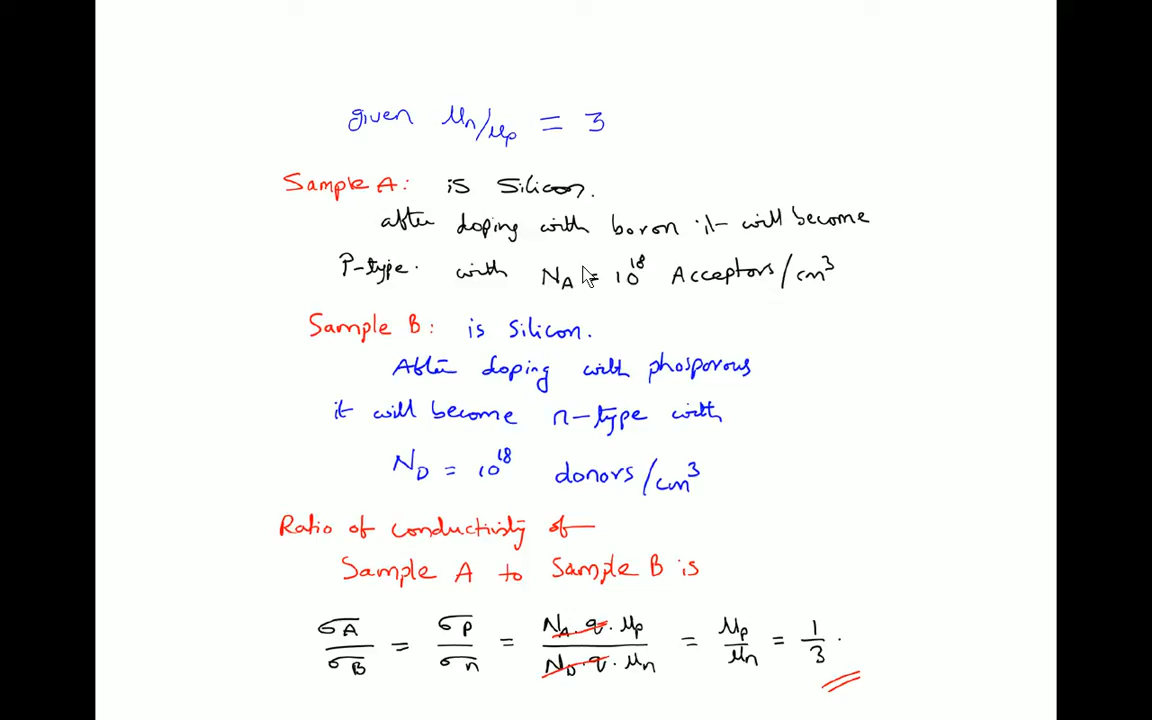 given μn/μp = 3
Sample A: is Silicon.
after doping with boron it will become
P-type. with NA = 10^18 Acceptors/cm^3
Sample B: is Silicon.
After doping with phosporous
it will become n-type with
ND = 10^18 donors/cm^3
Ratio of conductivity of
Sample A to Sample B is
σA/σB = σP/σn = NA.q.μp/ND.q.μn = μp/μn = 1/3.